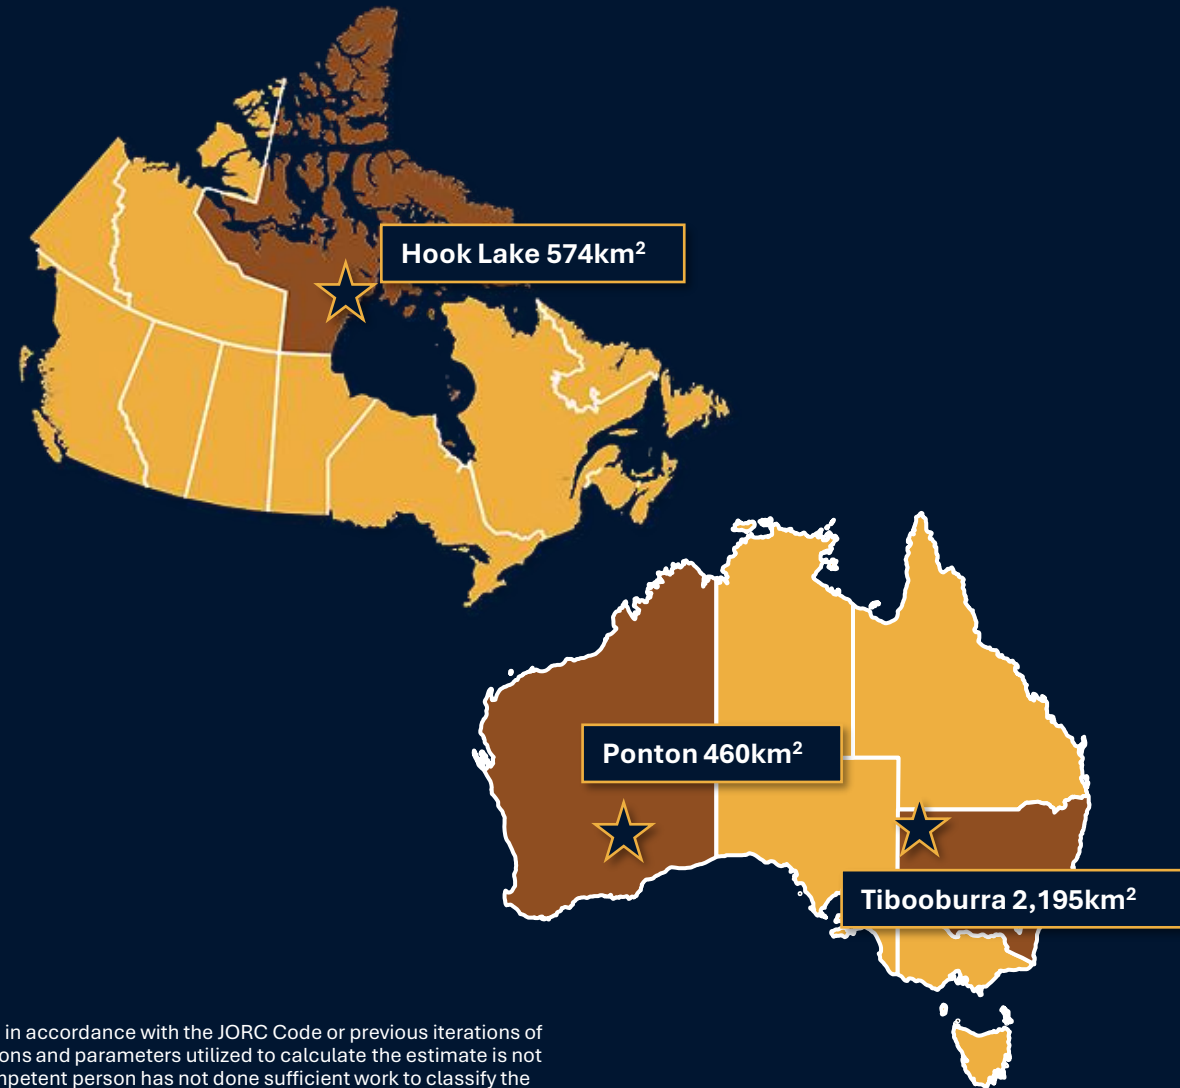 Hook Lake 574km²
Ponton 460km²
Tibooburra 2,195km²
in accordance with the JORC Code or previous iterations of
ons and parameters utilized to calculate the estimate is not
mpetent person has not done sufficient work to classify the